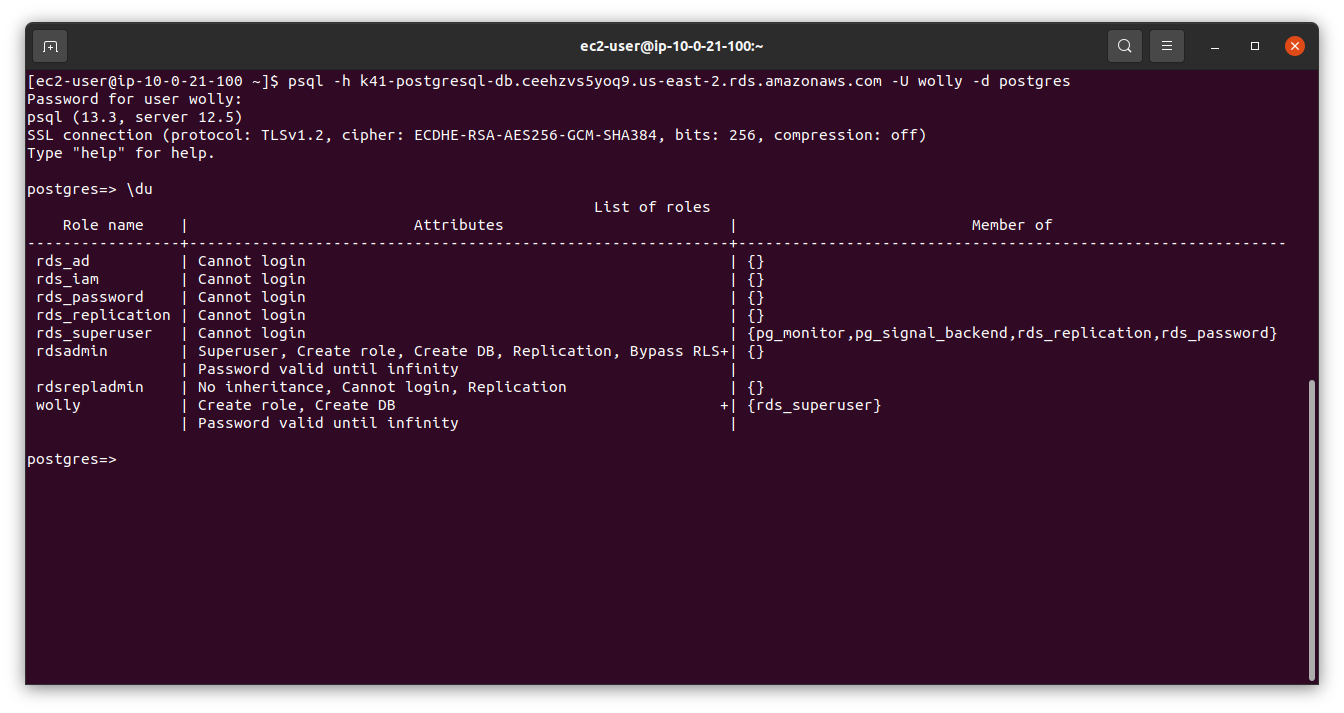 ec2-user@ip-10-0-21-100:~
[ec2-user@ip-10-0-21-100 ~]$ psql -h k41-postgresql-db.ceehzvs5yoq9.us-east-2.rds.amazonaws.com -U wolly -d postgres
Password for user wolly:
psql (13.3, server 12.5)
SSL connection (protocol: TLSv1.2, cipher: ECDHE-RSA-AES256-GCM-SHA384, bits: 256, compression: off)
Type "help" for help.

postgres=> \du
                                                               List of roles
    Role name    |                         Attributes                         |                          Member of
-----------------+------------------------------------------------------------+-------------------------------------------------------------
 rds_ad          | Cannot login                                               | {}
 rds_iam         | Cannot login                                               | {}
 rds_password    | Cannot login                                               | {}
 rds_replication | Cannot login                                               | {}
 rds_superuser   | Cannot login                                               | {pg_monitor,pg_signal_backend,rds_replication,rds_password}
 rdsadmin        | Superuser, Create role, Create DB, Replication, Bypass RLS+| {}
                 | Password valid until infinity                              |
 rdsrepladmin    | No inheritance, Cannot login, Replication                  | {}
 wolly           | Create role, Create DB                                    +| {rds_superuser}
                 | Password valid until infinity                              |

postgres=>